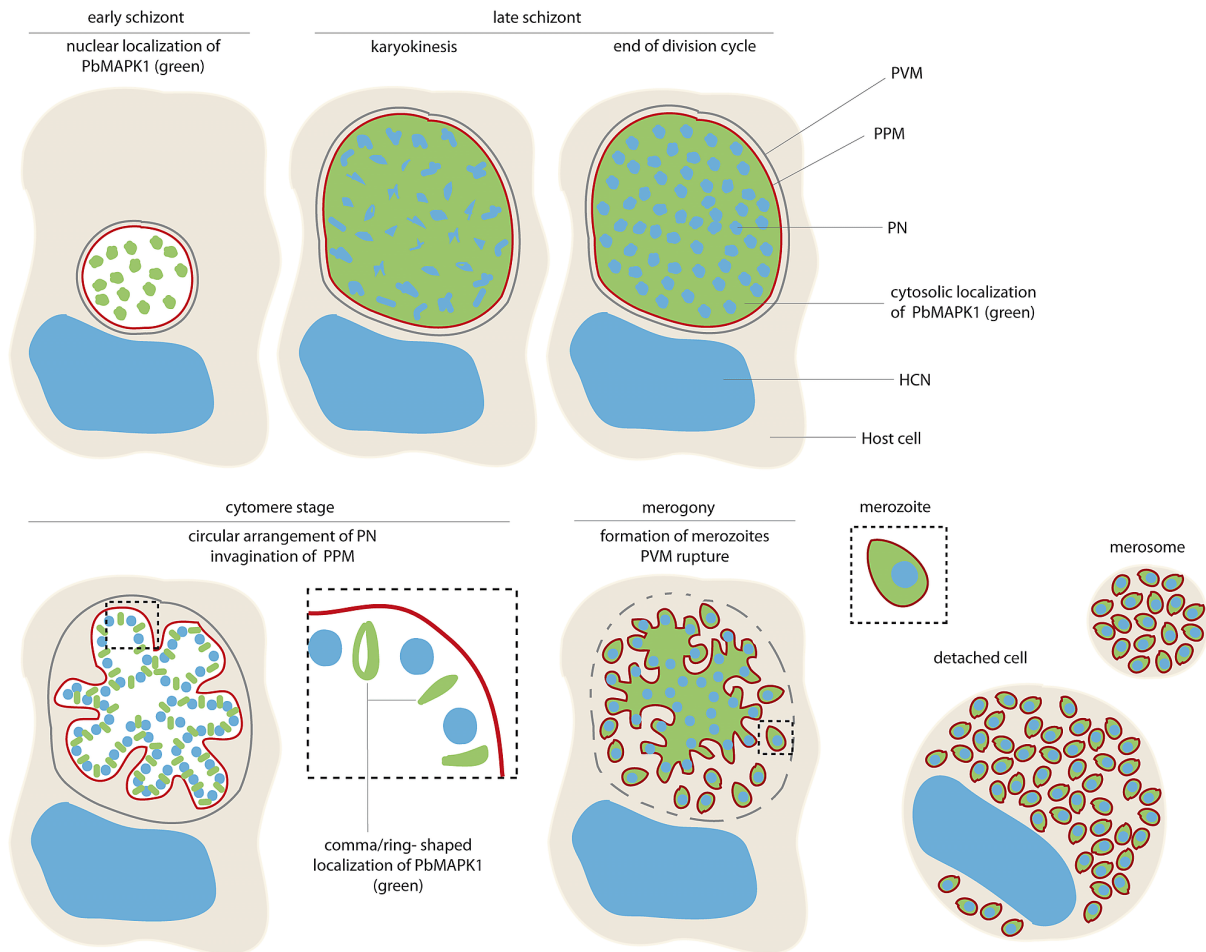 early schizont
nuclear localization of
PbMAPK1 (green)
late schizont
karyokinesis
end of division cycle
PVM
PPM
PN
cytosolic localization
of PbMAPK1 (green)
HCN
Host cell
cytomere stage
circular arrangement of PN
invagination of PPM
comma/ring- shaped
localization of PbMAPK1
(green)
merogony
formation of merozoites
PVM rupture
merozoite
merosome
detached cell